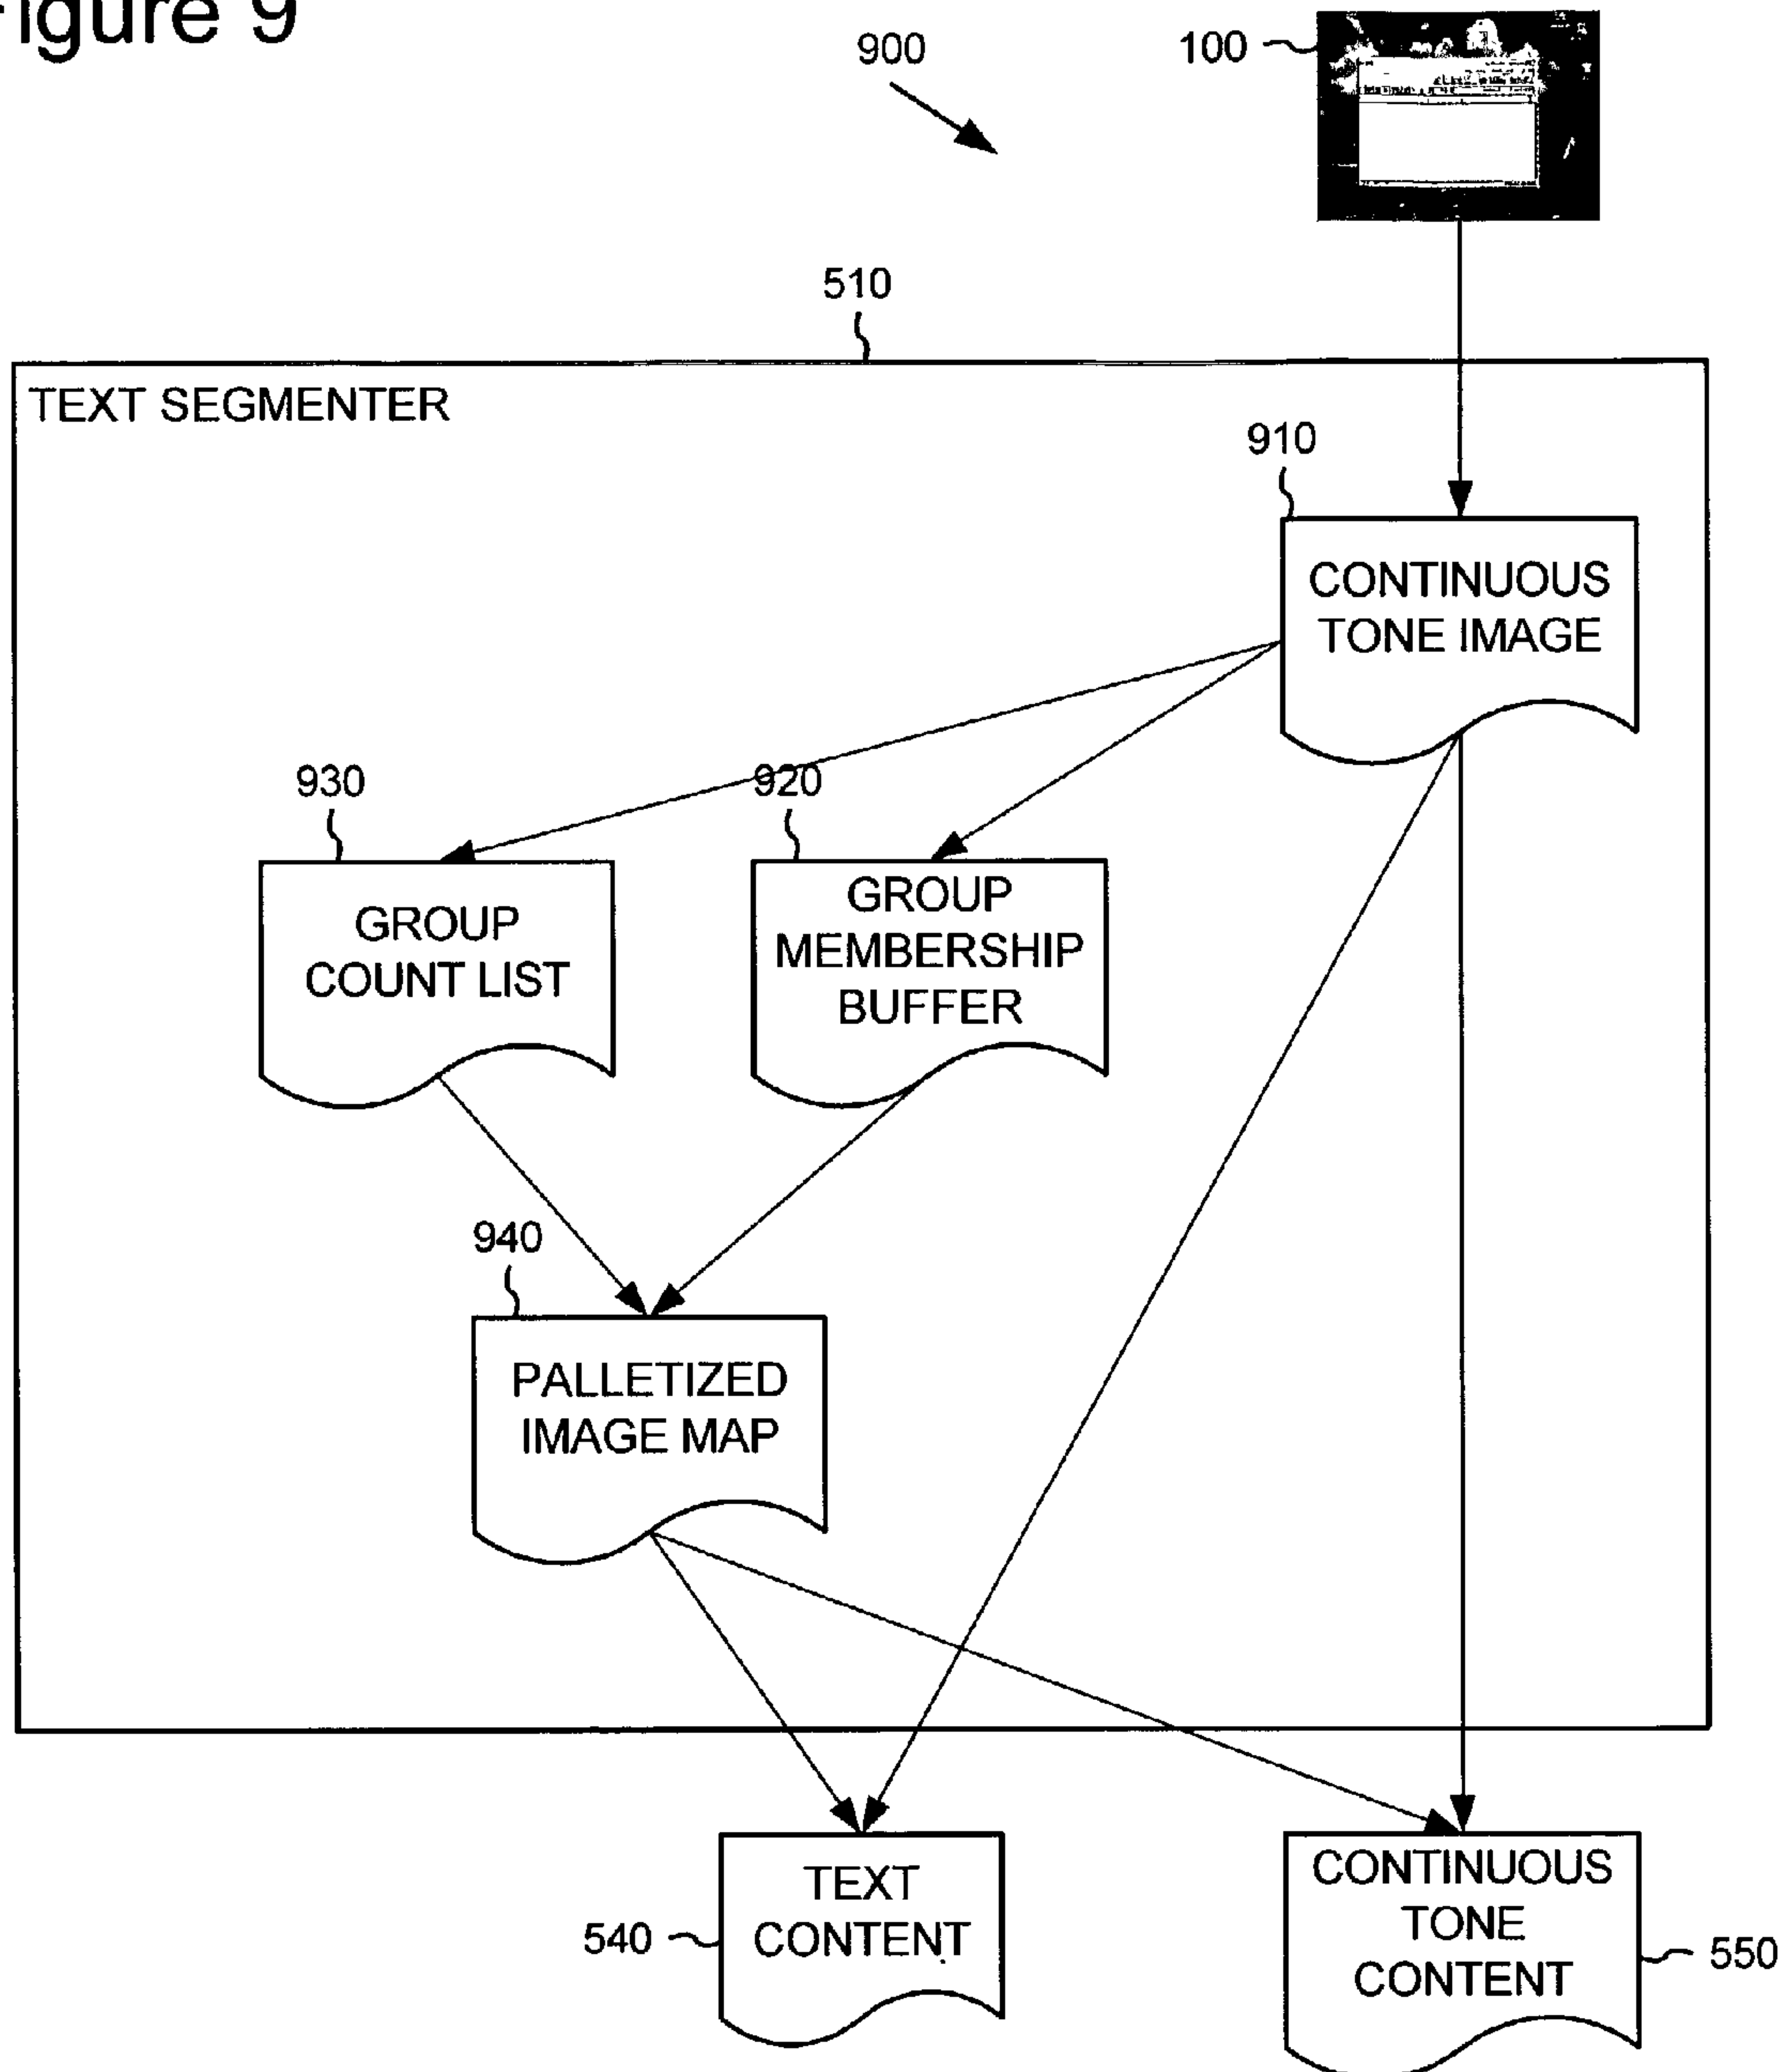 Figure 9
900
100
510
TEXT SEGMENTER
910
CONTINUOUS
TONE IMAGE
930
920
GROUP
COUNT LIST
GROUP
MEMBERSHIP
BUFFER
940
PALLETIZED
IMAGE MAP
540
TEXT
CONTENT
CONTINUOUS
TONE
CONTENT
550